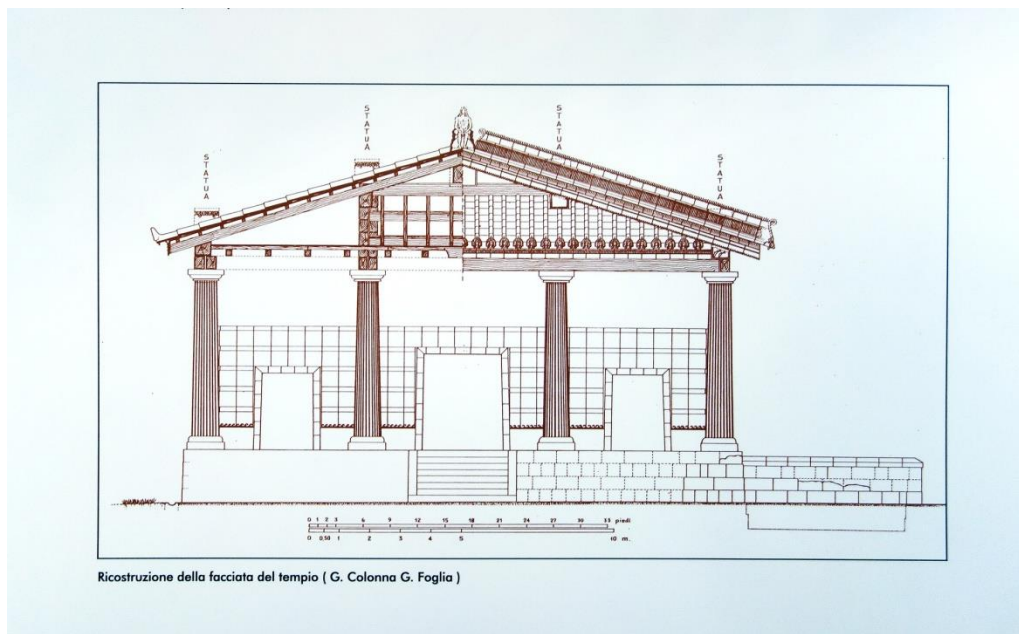 STATUA
STATUA
STATUA
STATUA
0 1 2 3 6 9 12 15 18 21 24 27 30 33 piedi
0 0,50 1 2 3 4 5 10 m.
Ricostruzione della facciata del tempio ( G. Colonna G. Foglia )